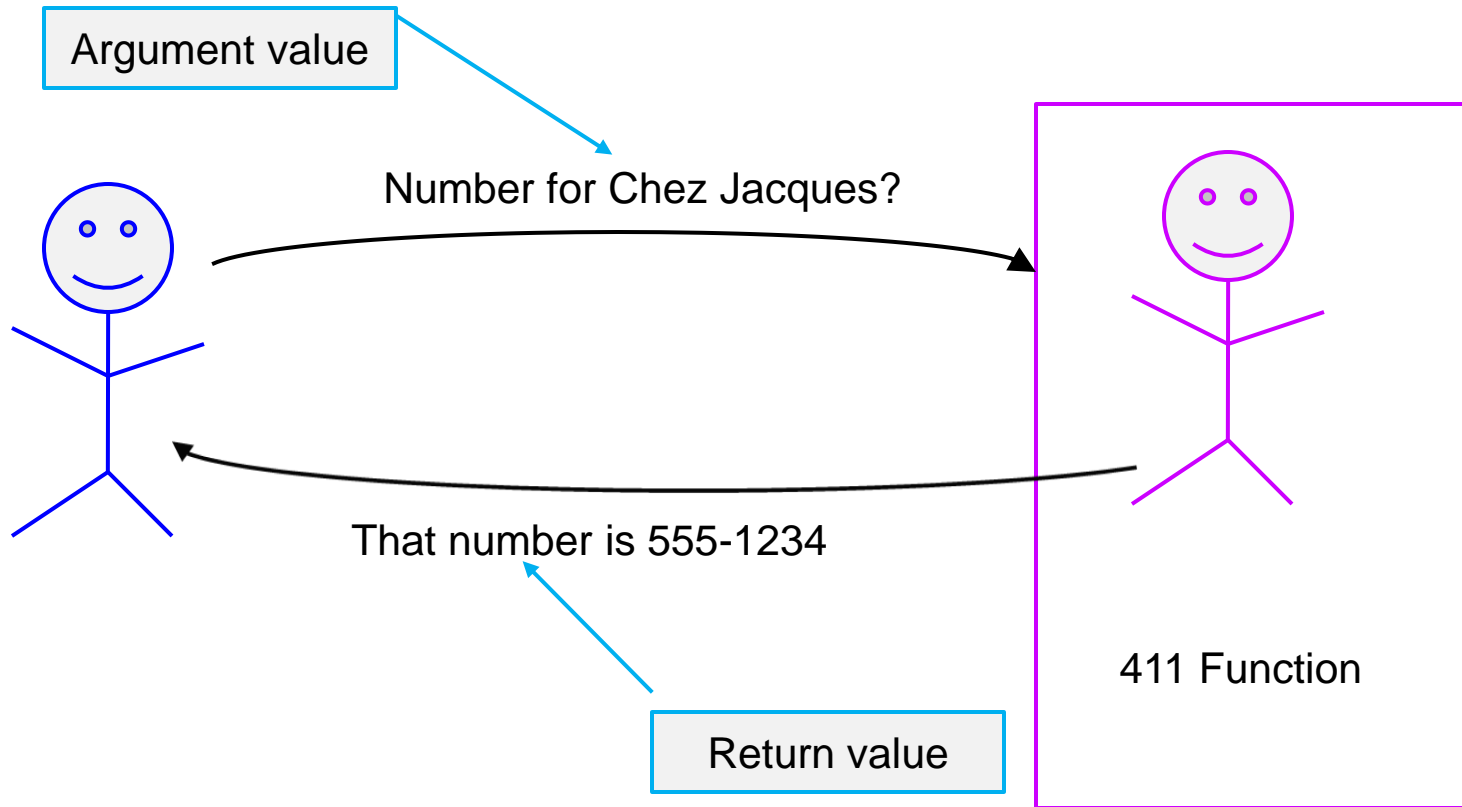 Argument value
Number for Chez Jacques?
That number is 555-1234
411 Function
Return value